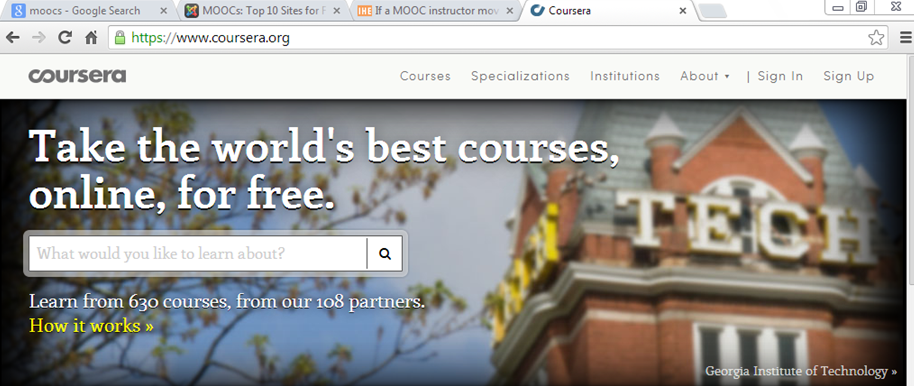 moocs - Google Search
MOOCs: Top 10 Sites for F
If a MOOC instructor mov
Coursera
https://www.coursera.org
coursera
Courses Specializations Institutions About | Sign In Sign Up
Take the world's best courses,
online, for free.
What would you like to learn about?
Learn from 630 courses, from our 108 partners.
How it works »
TECH
Georgia Institute of Technology »